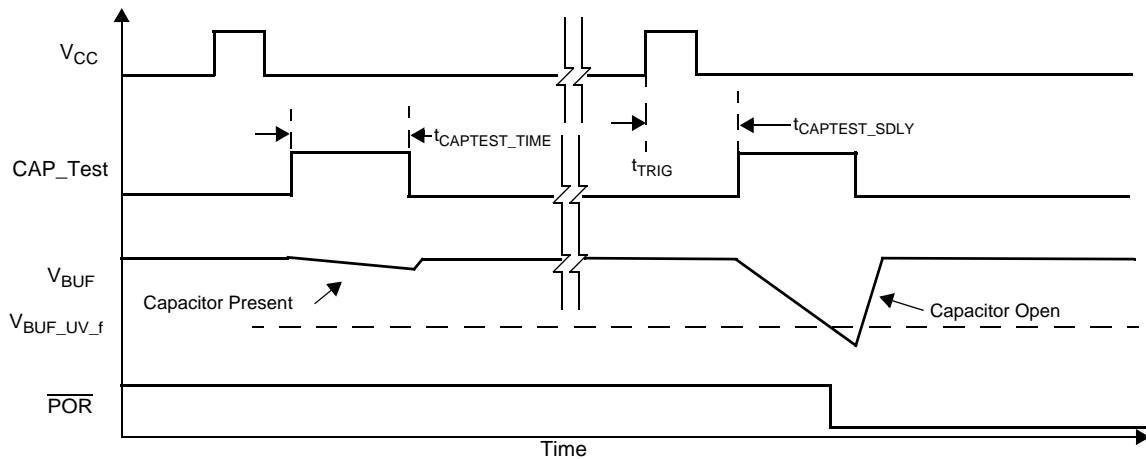 VCC
tCAPTEST_TIME
tCAPTEST_SDLY
CAP_Test
tTRIG
VBUF
Capacitor Present
Capacitor Open
VBUF_UV_f
POR
Time